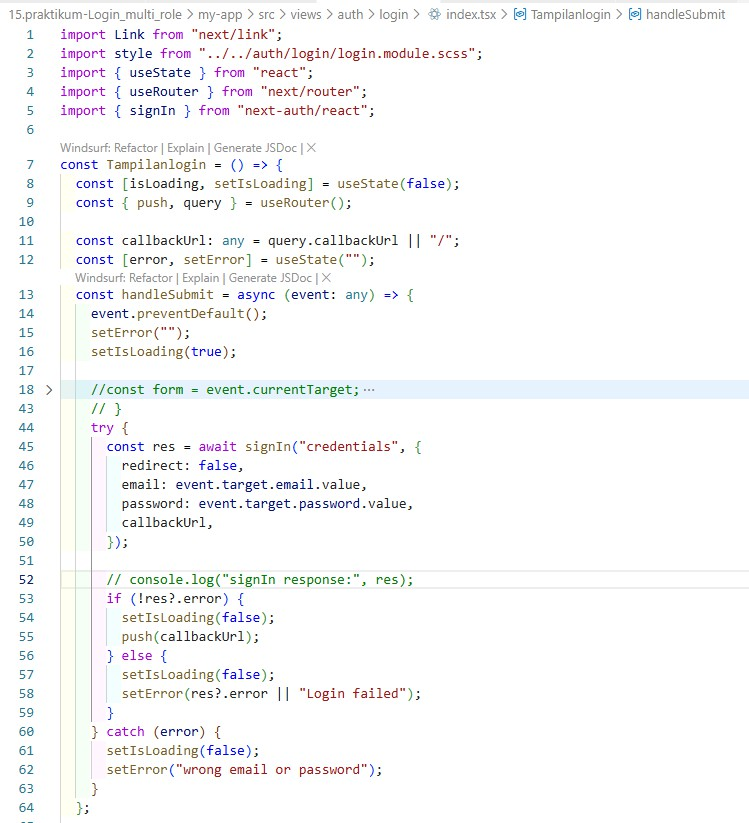 15.praktikum-Login_multi_role > my-app > src > views > auth > login > index.tsx > Tampilanlogin > handleSubmit
1 import Link from "next/link";
2 import style from "../../auth/login/login.module.scss";
3 import { useState } from "react";
4 import { useRouter } from "next/router";
5 import { signIn } from "next-auth/react";
6
Windsurf: Refactor | Explain | Generate JSDoc | X
7 const Tampilanlogin = () => {
8 const [isLoading, setIsLoading] = useState(false);
9 const { push, query } = useRouter();
10
11 const callbackUrl: any = query.callbackUrl || "/";
12 const [error, setError] = useState("");
Windsurf: Refactor | Explain | Generate JSDoc | X
13 const handleSubmit = async (event: any) => {
14 event.preventDefault();
15 setError("");
16 setIsLoading(true);
17
18 > //const form = event.currentTarget; ···
43 // }
44 try {
45 const res = await signIn("credentials", {
46 redirect: false,
47 email: event.target.email.value,
48 password: event.target.password.value,
49 callbackUrl,
50 });
51
52 // console.log("signIn response:", res);
53 if (!res?.error) {
54 setIsLoading(false);
55 push(callbackUrl);
56 } else {
57 setIsLoading(false);
58 setError(res?.error || "Login failed");
59 }
60 } catch (error) {
61 setIsLoading(false);
62 setError("wrong email or password");
63 }
64 };